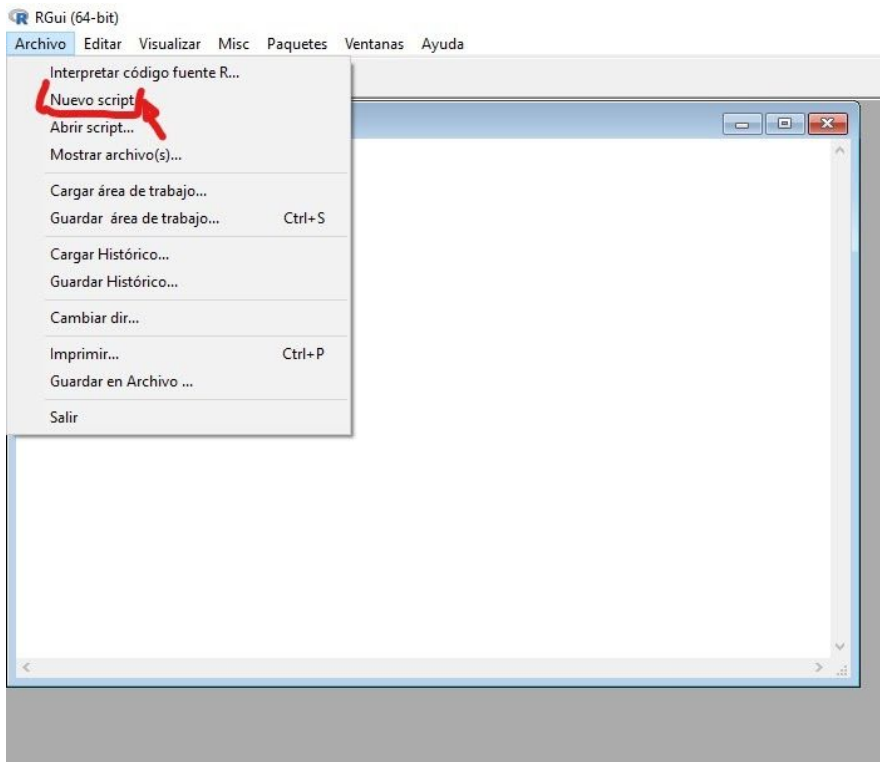 RGui (64-bit)
Archivo Editar Visualizar Misc Paquetes Ventanas Ayuda
Interpretar código fuente R...
Nuevo script
Abrir script...
Mostrar archivo(s)...
Cargar área de trabajo...
Guardar área de trabajo... Ctrl+S
Cargar Histórico...
Guardar Histórico...
Cambiar dir...
Imprimir... Ctrl+P
Guardar en Archivo ...
Salir